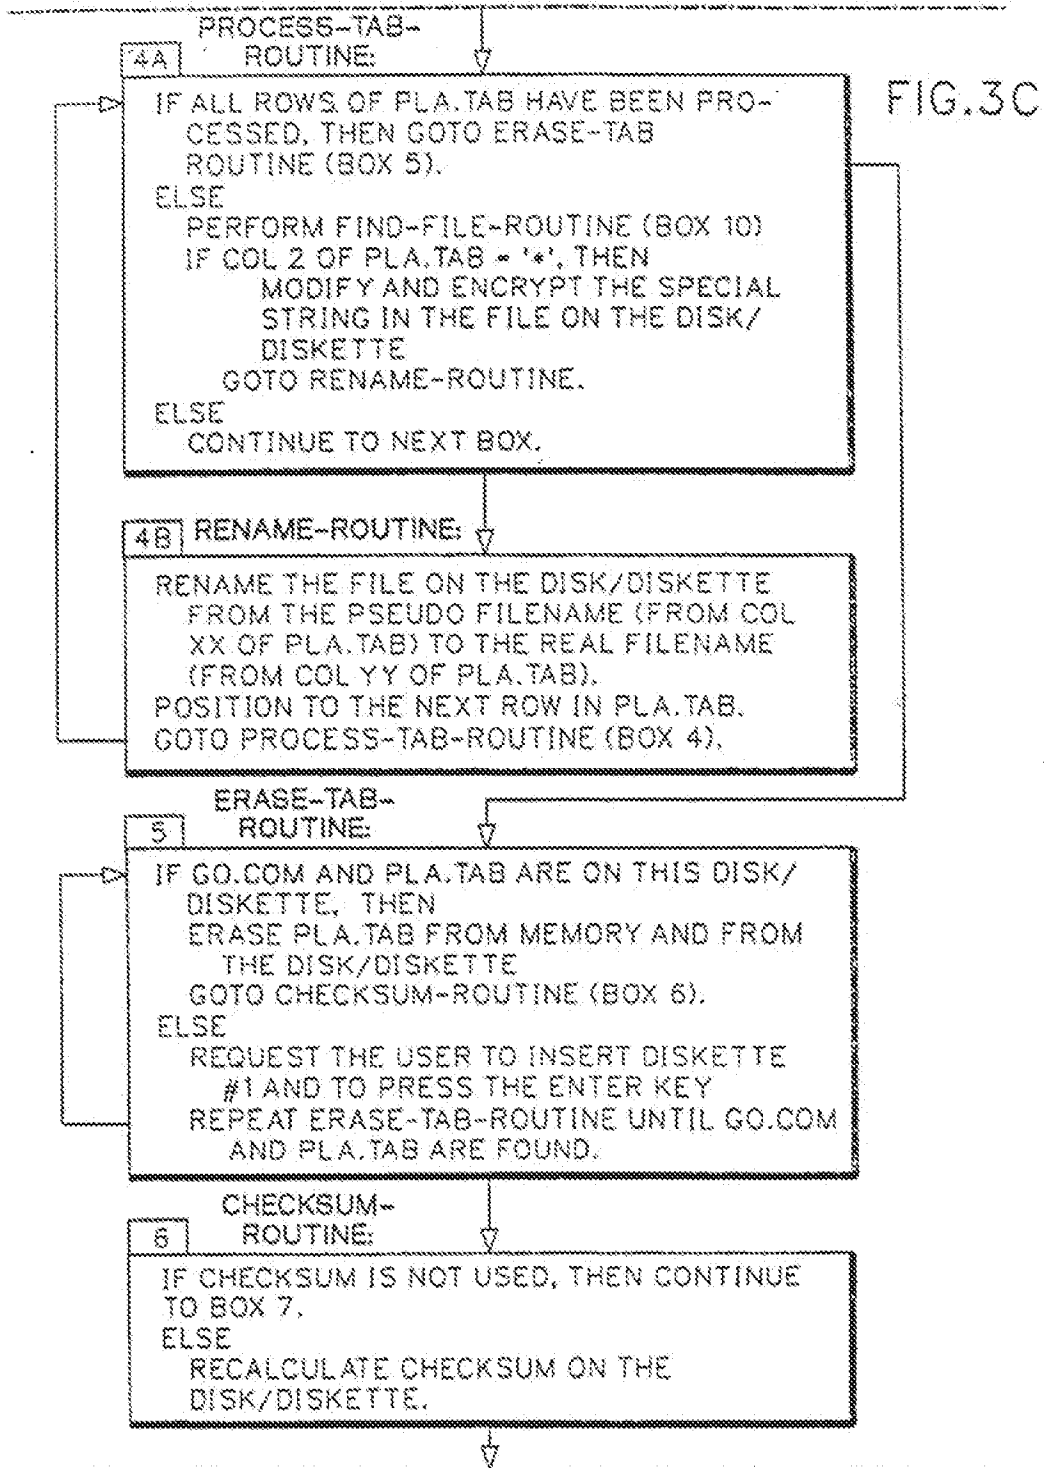 PROCESS-TAB-
ROUTINE:
4A
FIG.3C
IF ALL ROWS OF PLA.TAB HAVE BEEN PRO-
CESSED, THEN GOTO ERASE-TAB
ROUTINE (BOX 5).
ELSE
PERFORM FIND-FILE-ROUTINE (BOX 10)
IF COL 2 OF PLA.TAB = '*', THEN
MODIFY AND ENCRYPT THE SPECIAL
STRING IN THE FILE ON THE DISK/
DISKETTE
GOTO RENAME-ROUTINE.
ELSE
CONTINUE TO NEXT BOX.
4B RENAME-ROUTINE:
RENAME THE FILE ON THE DISK/DISKETTE
FROM THE PSEUDO FILENAME (FROM COL
XX OF PLA.TAB) TO THE REAL FILENAME
(FROM COL YY OF PLA.TAB).
POSITION TO THE NEXT ROW IN PLA.TAB.
GOTO PROCESS-TAB-ROUTINE (BOX 4).
ERASE-TAB-
ROUTINE:
5
IF GO.COM AND PLA.TAB ARE ON THIS DISK/
DISKETTE, THEN
ERASE PLA.TAB FROM MEMORY AND FROM
THE DISK/DISKETTE
GOTO CHECKSUM-ROUTINE (BOX 6).
ELSE
REQUEST THE USER TO INSERT DISKETTE
#1 AND TO PRESS THE ENTER KEY
REPEAT ERASE-TAB-ROUTINE UNTIL GO.COM
AND PLA.TAB ARE FOUND.
CHECKSUM-
ROUTINE:
6
IF CHECKSUM IS NOT USED, THEN CONTINUE
TO BOX 7.
ELSE
RECALCULATE CHECKSUM ON THE
DISK/DISKETTE.